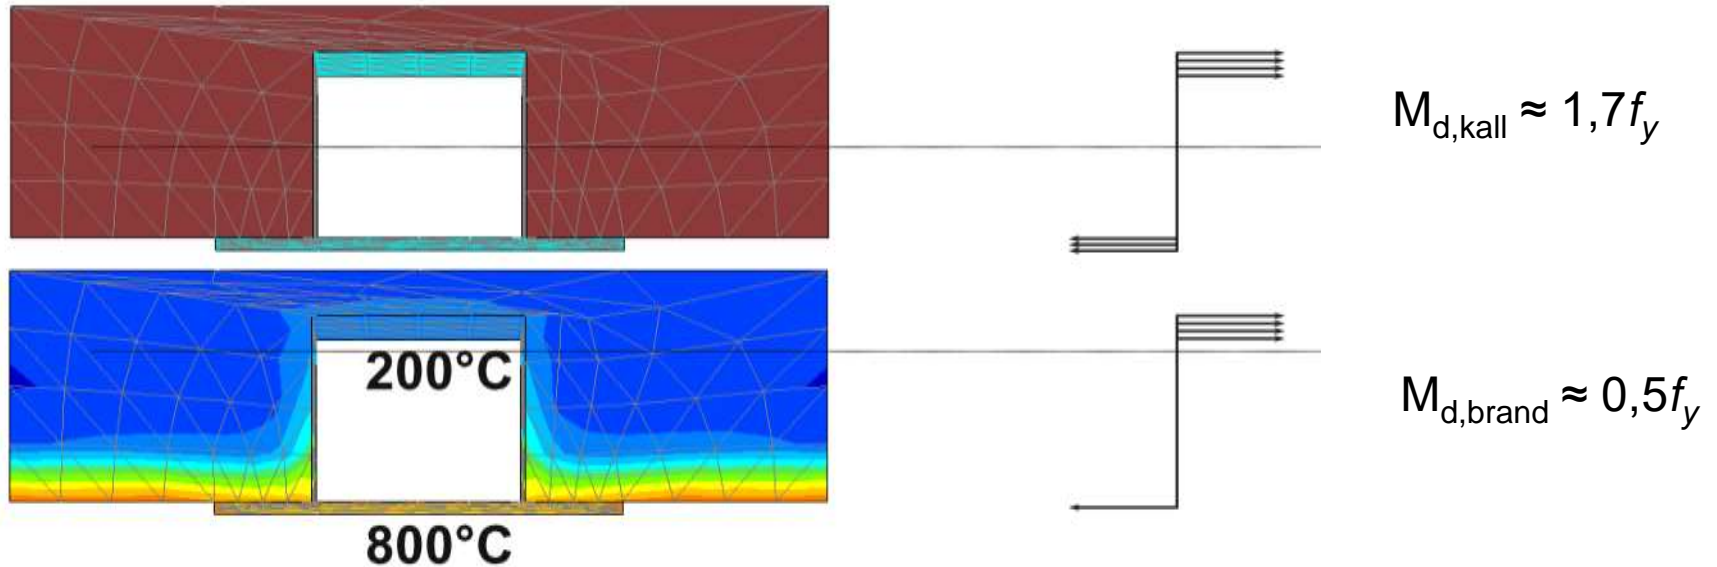 M_d,kall ≈ 1,7f_y
200°C
M_d,brand ≈ 0,5f_y
800°C